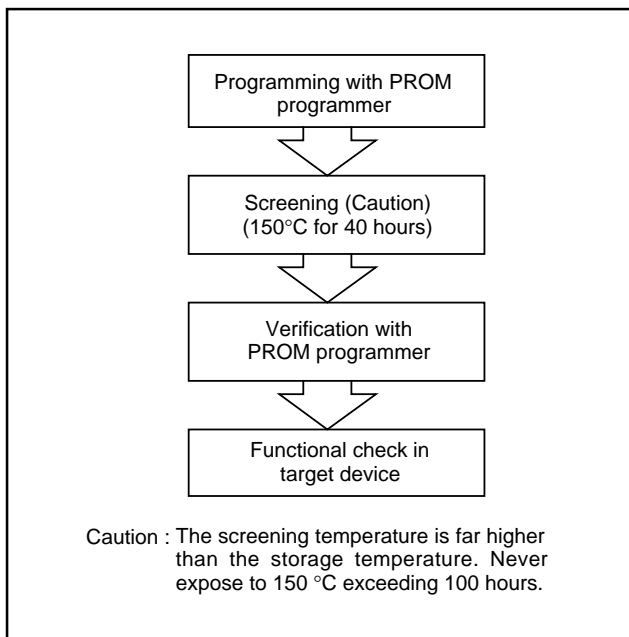 Programming with PROM
programmer
Screening (Caution)
(150°C for 40 hours)
Verification with
PROM programmer
Functional check in
target device
Caution : The screening temperature is far higher
than the storage temperature. Never
expose to 150 °C exceeding 100 hours.